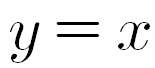 y = x